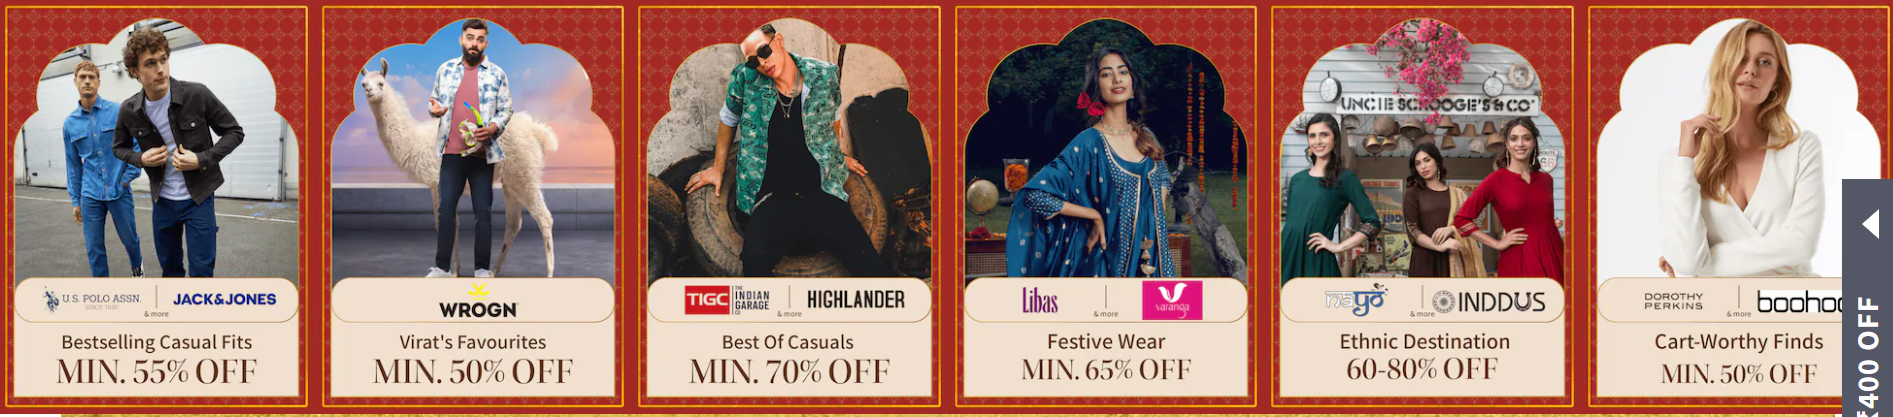 U.S. POLO ASSN.
SINCE 1890
JACK&JONES
& more
Bestselling Casual Fits
MIN. 55% OFF
WROGN
Virat's Favourites
MIN. 50% OFF
TIGC
THE
INDIAN
GARAGE
CO
HIGHLANDER
& more
Best Of Casuals
MIN. 70% OFF
Libas
varanga
& more
Festive Wear
MIN. 65% OFF
UNCLE SCROOGE'S & CO
nayo
INDDUS
& more
Ethnic Destination
60-80% OFF
DOROTHY
PERKINS
boohoo
& more
Cart-Worthy Finds
MIN. 50% OFF
₹400 OFF